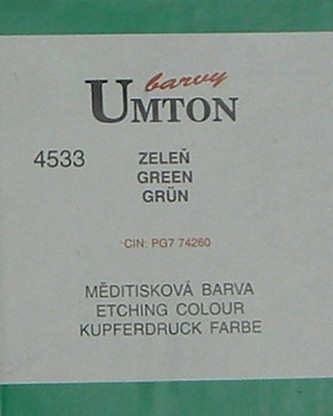 barvy
UMTON
4533 ZELEŇ
GREEN
GRÜN
CIN: PG7 74260
MĚDITISKOVÁ BARVA
ETCHING COLOUR
KUPFERDRUCK FARBE